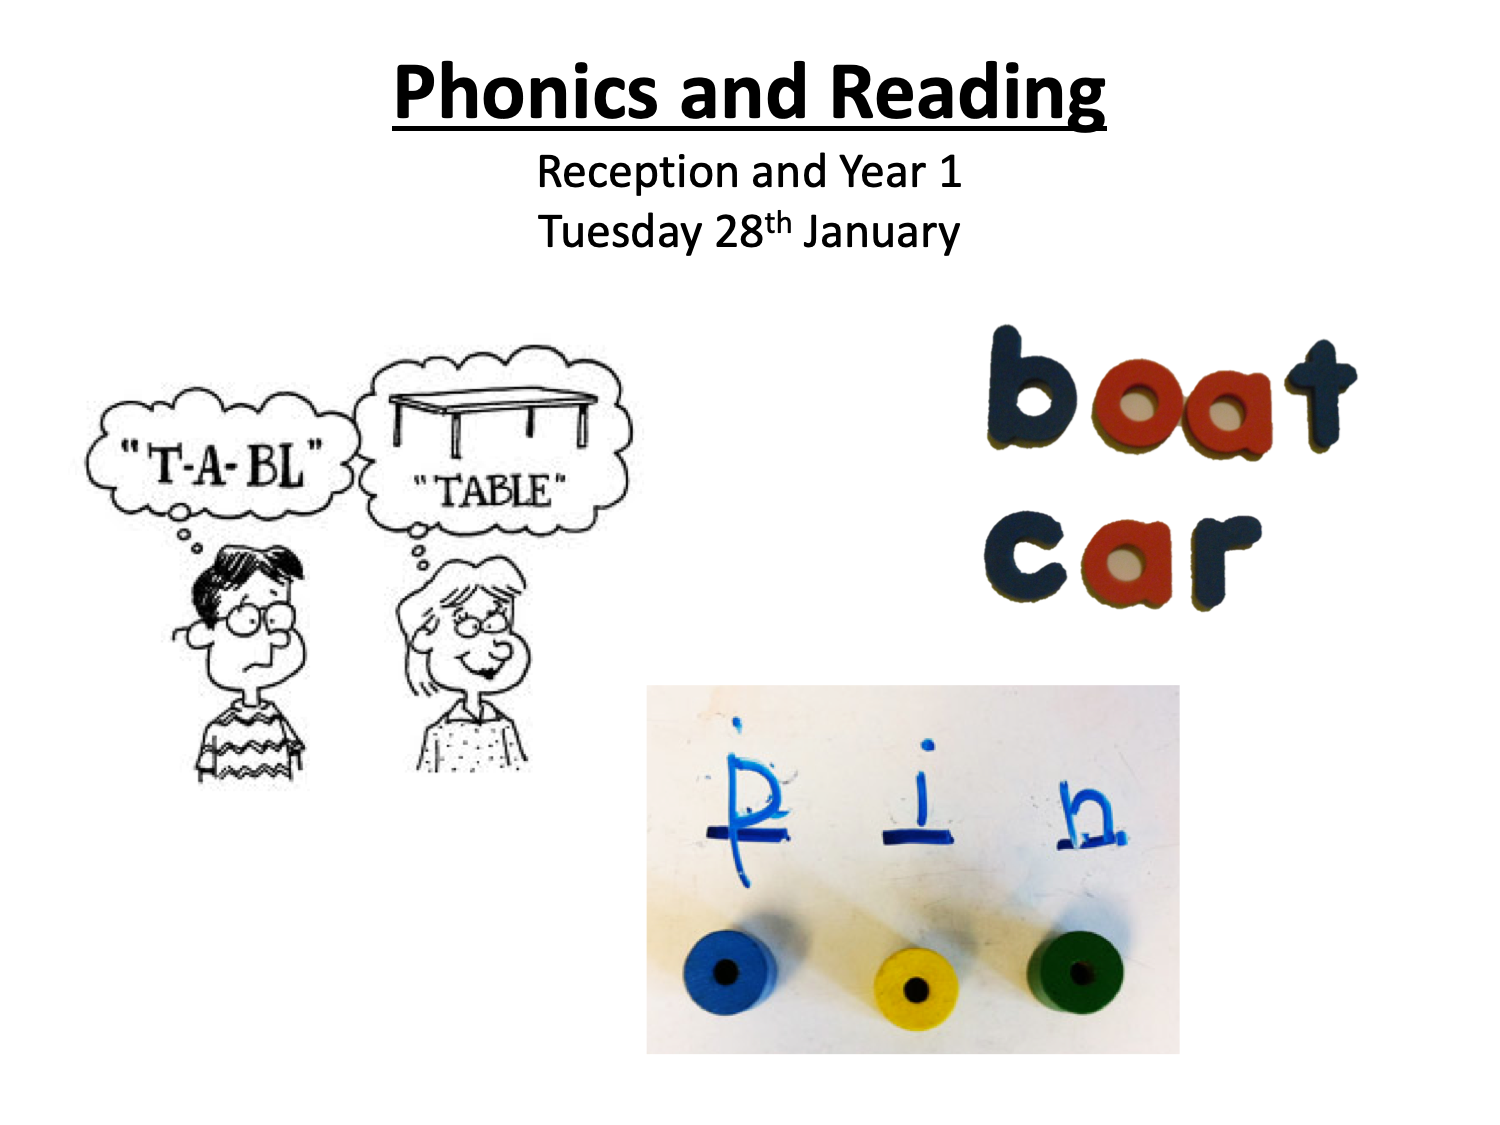 Phonics and Reading
Reception and Year 1
Tuesday 28th January
"T-A-BL"
"TABLE"
boat
car
p i n